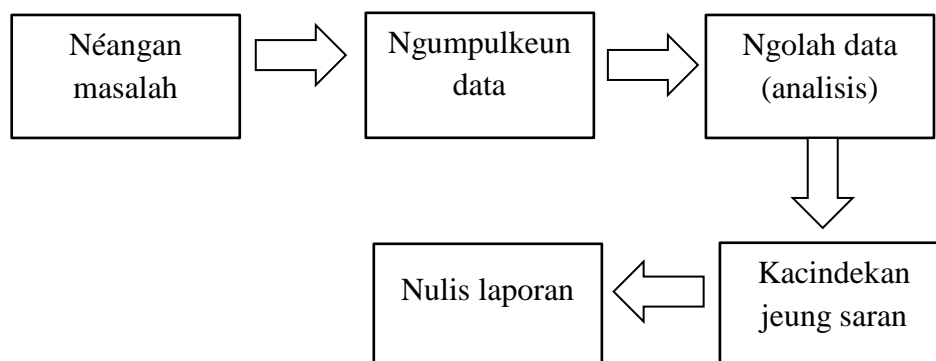 Néangan
masalah
Ngumpulkeun
data
Ngolah data
(analisis)
Kacindekan
jeung saran
Nulis laporan